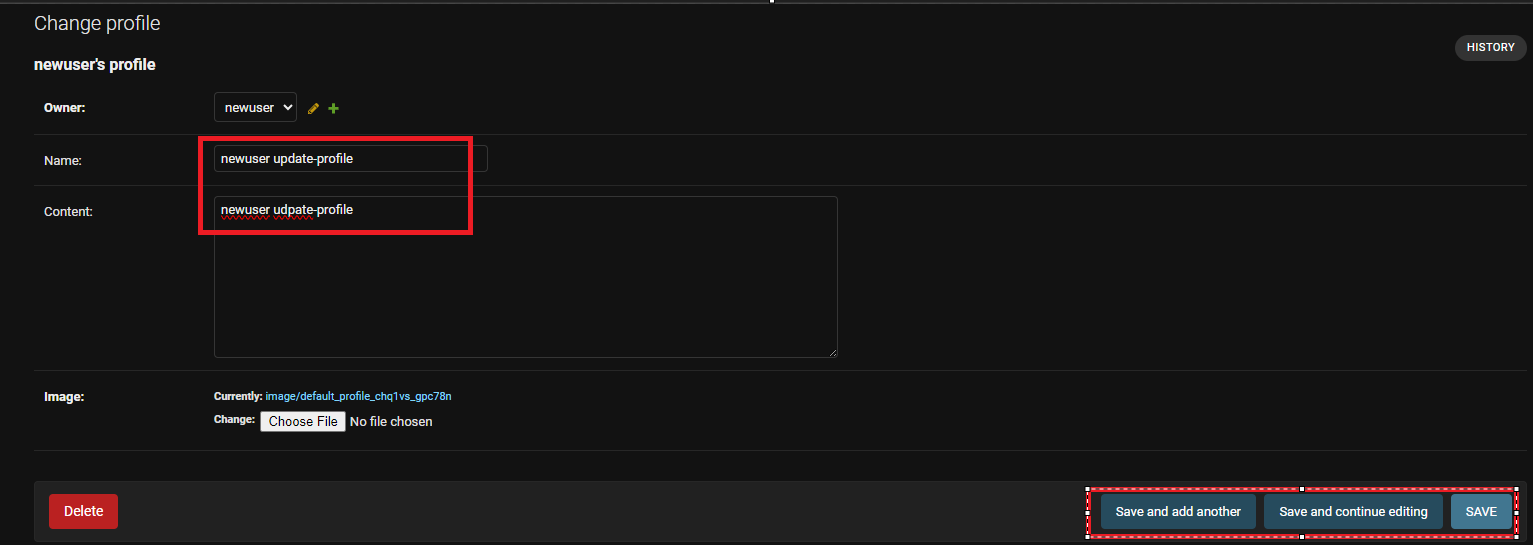 Change profile
HISTORY
newuser's profile
Owner: newuser
Name: newuser update-profile
Content: newuser udpate-profile
Image: Currently: image/default_profile_chq1vs_gpc78n
Change: Choose File No file chosen
Delete Save and add another Save and continue editing SAVE